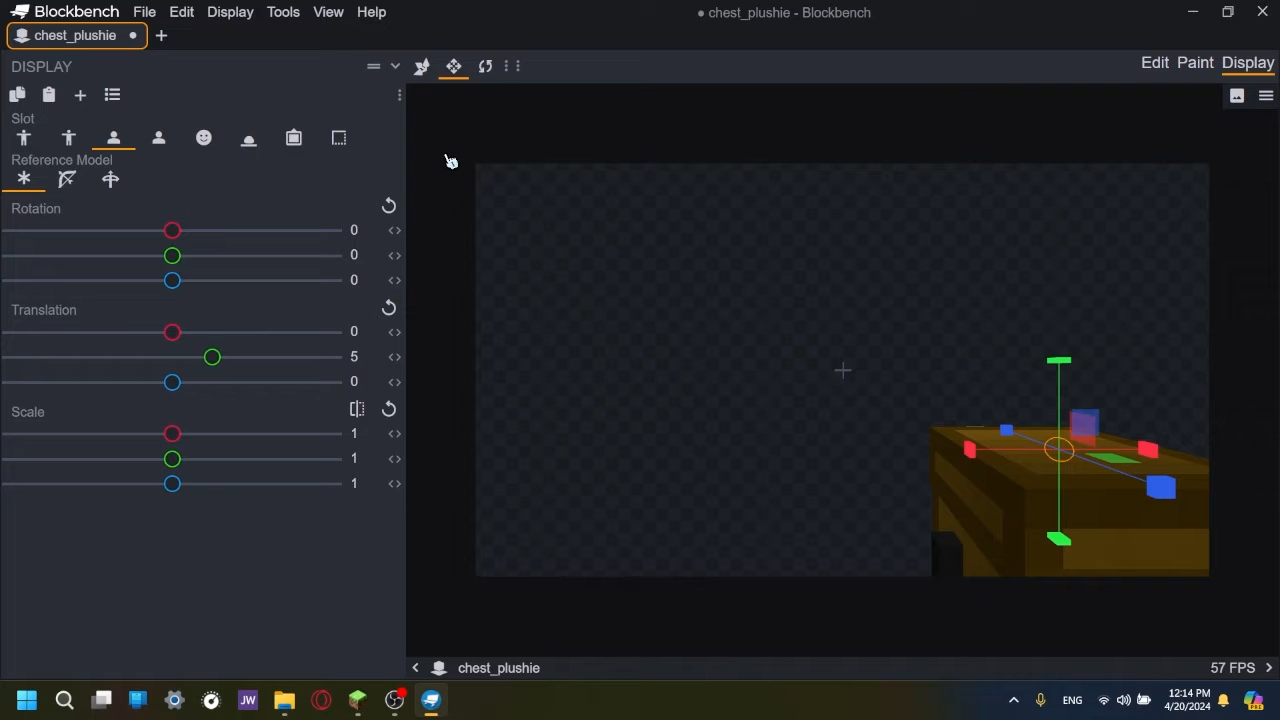 Blockbench File Edit Display Tools View Help
• chest_plushie - Blockbench
chest_plushie
DISPLAY
Edit Paint Display
Slot
Reference Model
Rotation
0
0
0
Translation
0
5
0
Scale
1
1
1
chest_plushie
57 FPS
JW
ENG
12:14 PM
4/20/2024
PRE